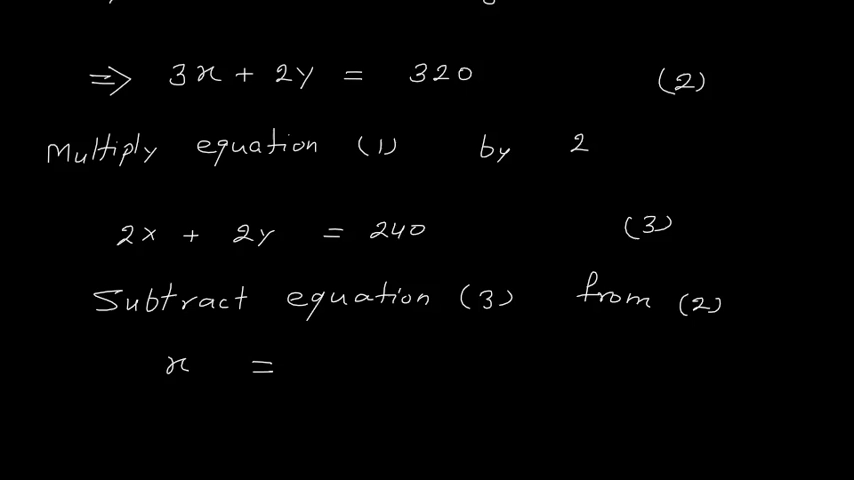 ⇒ 3x + 2y = 320 (2)
Multiply equation (1) by 2
2x + 2y = 240 (3)
Subtract equation (3) from (2)
x =